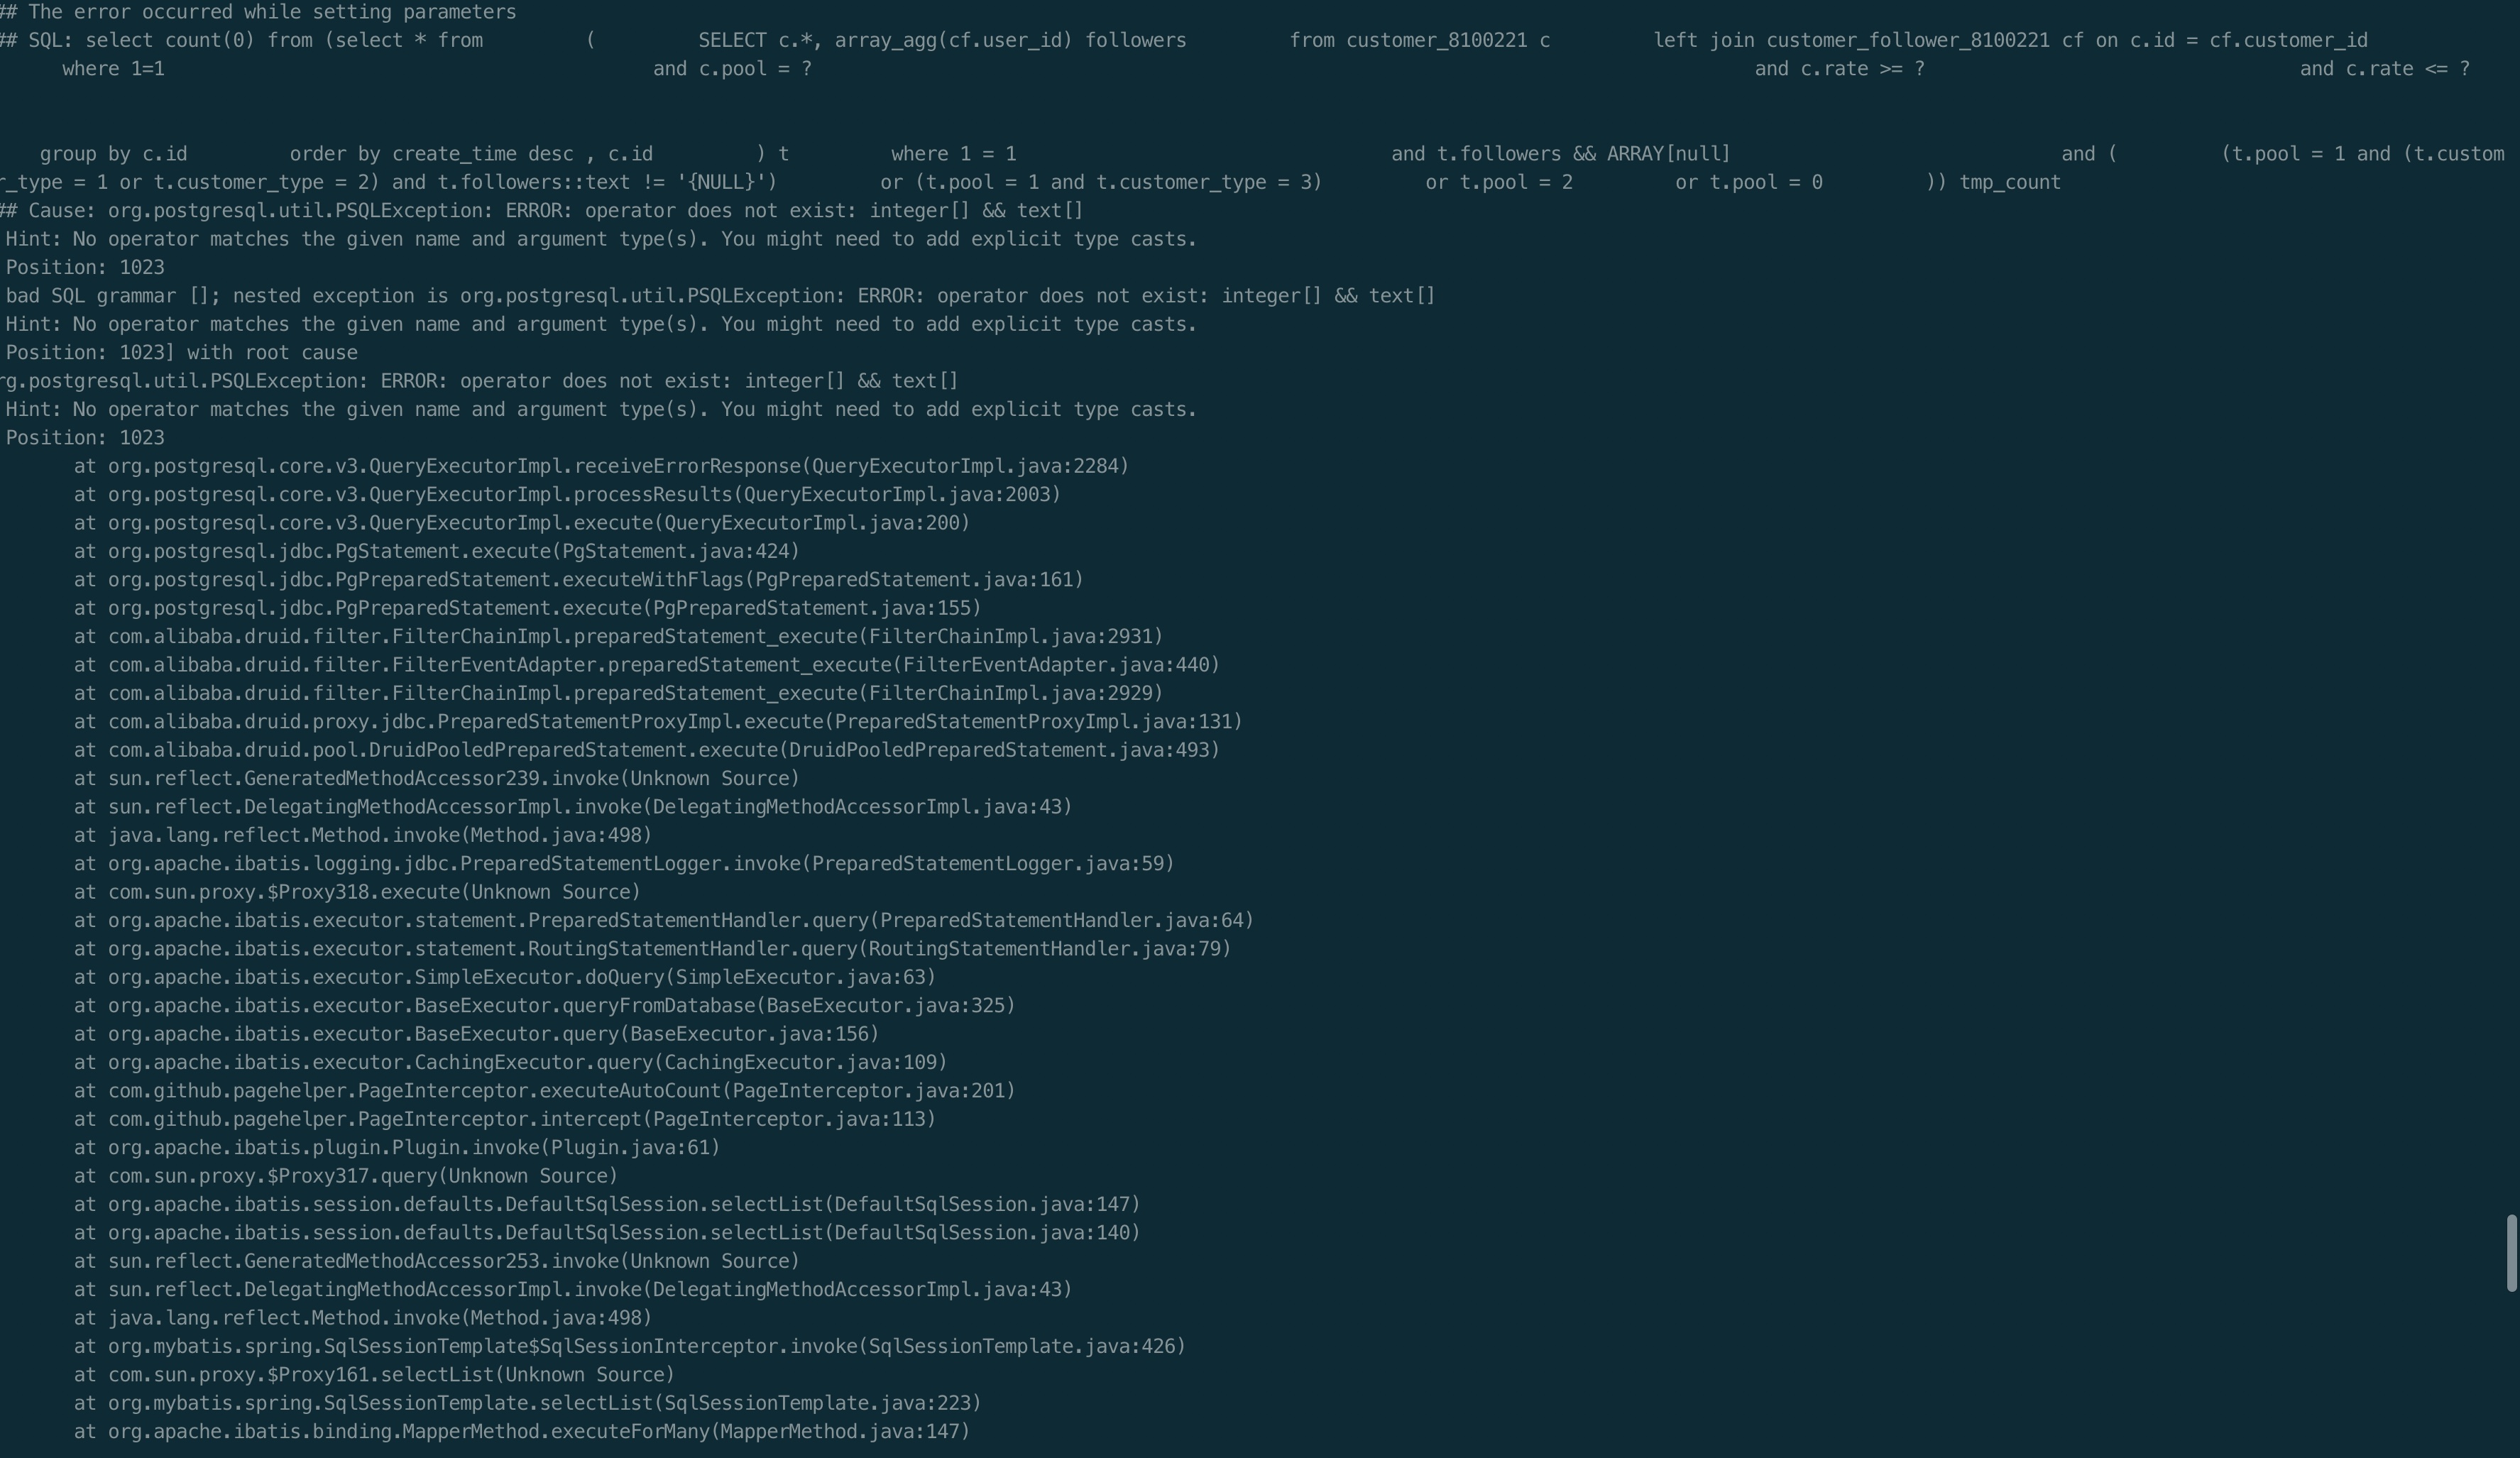 ## The error occurred while setting parameters
## SQL: select count(0) from (select * from         (         SELECT c.*, array_agg(cf.user_id) followers         from customer_8100221 c         left join customer_follower_8100221 cf on c.id = cf.customer_id
where 1=1                                           and c.pool = ?                                                                                   and c.rate >= ?                                 and c.rate <= ?
group by c.id         order by create_time desc , c.id         ) t         where 1 = 1                                 and t.followers && ARRAY[null]                             and (         (t.pool = 1 and (t.custom
r_type = 1 or t.customer_type = 2) and t.followers::text != '{NULL}')         or (t.pool = 1 and t.customer_type = 3)         or t.pool = 2         or t.pool = 0         )) tmp_count
## Cause: org.postgresql.util.PSQLException: ERROR: operator does not exist: integer[] && text[]
Hint: No operator matches the given name and argument type(s). You might need to add explicit type casts.
Position: 1023
bad SQL grammar []; nested exception is org.postgresql.util.PSQLException: ERROR: operator does not exist: integer[] && text[]
Hint: No operator matches the given name and argument type(s). You might need to add explicit type casts.
Position: 1023] with root cause
rg.postgresql.util.PSQLException: ERROR: operator does not exist: integer[] && text[]
Hint: No operator matches the given name and argument type(s). You might need to add explicit type casts.
Position: 1023
at org.postgresql.core.v3.QueryExecutorImpl.receiveErrorResponse(QueryExecutorImpl.java:2284)
at org.postgresql.core.v3.QueryExecutorImpl.processResults(QueryExecutorImpl.java:2003)
at org.postgresql.core.v3.QueryExecutorImpl.execute(QueryExecutorImpl.java:200)
at org.postgresql.jdbc.PgStatement.execute(PgStatement.java:424)
at org.postgresql.jdbc.PgPreparedStatement.executeWithFlags(PgPreparedStatement.java:161)
at org.postgresql.jdbc.PgPreparedStatement.execute(PgPreparedStatement.java:155)
at com.alibaba.druid.filter.FilterChainImpl.preparedStatement_execute(FilterChainImpl.java:2931)
at com.alibaba.druid.filter.FilterEventAdapter.preparedStatement_execute(FilterEventAdapter.java:440)
at com.alibaba.druid.filter.FilterChainImpl.preparedStatement_execute(FilterChainImpl.java:2929)
at com.alibaba.druid.proxy.jdbc.PreparedStatementProxyImpl.execute(PreparedStatementProxyImpl.java:131)
at com.alibaba.druid.pool.DruidPooledPreparedStatement.execute(DruidPooledPreparedStatement.java:493)
at sun.reflect.GeneratedMethodAccessor239.invoke(Unknown Source)
at sun.reflect.DelegatingMethodAccessorImpl.invoke(DelegatingMethodAccessorImpl.java:43)
at java.lang.reflect.Method.invoke(Method.java:498)
at org.apache.ibatis.logging.jdbc.PreparedStatementLogger.invoke(PreparedStatementLogger.java:59)
at com.sun.proxy.$Proxy318.execute(Unknown Source)
at org.apache.ibatis.executor.statement.PreparedStatementHandler.query(PreparedStatementHandler.java:64)
at org.apache.ibatis.executor.statement.RoutingStatementHandler.query(RoutingStatementHandler.java:79)
at org.apache.ibatis.executor.SimpleExecutor.doQuery(SimpleExecutor.java:63)
at org.apache.ibatis.executor.BaseExecutor.queryFromDatabase(BaseExecutor.java:325)
at org.apache.ibatis.executor.BaseExecutor.query(BaseExecutor.java:156)
at org.apache.ibatis.executor.CachingExecutor.query(CachingExecutor.java:109)
at com.github.pagehelper.PageInterceptor.executeAutoCount(PageInterceptor.java:201)
at com.github.pagehelper.PageInterceptor.intercept(PageInterceptor.java:113)
at org.apache.ibatis.plugin.Plugin.invoke(Plugin.java:61)
at com.sun.proxy.$Proxy317.query(Unknown Source)
at org.apache.ibatis.session.defaults.DefaultSqlSession.selectList(DefaultSqlSession.java:147)
at org.apache.ibatis.session.defaults.DefaultSqlSession.selectList(DefaultSqlSession.java:140)
at sun.reflect.GeneratedMethodAccessor253.invoke(Unknown Source)
at sun.reflect.DelegatingMethodAccessorImpl.invoke(DelegatingMethodAccessorImpl.java:43)
at java.lang.reflect.Method.invoke(Method.java:498)
at org.mybatis.spring.SqlSessionTemplate$SqlSessionInterceptor.invoke(SqlSessionTemplate.java:426)
at com.sun.proxy.$Proxy161.selectList(Unknown Source)
at org.mybatis.spring.SqlSessionTemplate.selectList(SqlSessionTemplate.java:223)
at org.apache.ibatis.binding.MapperMethod.executeForMany(MapperMethod.java:147)